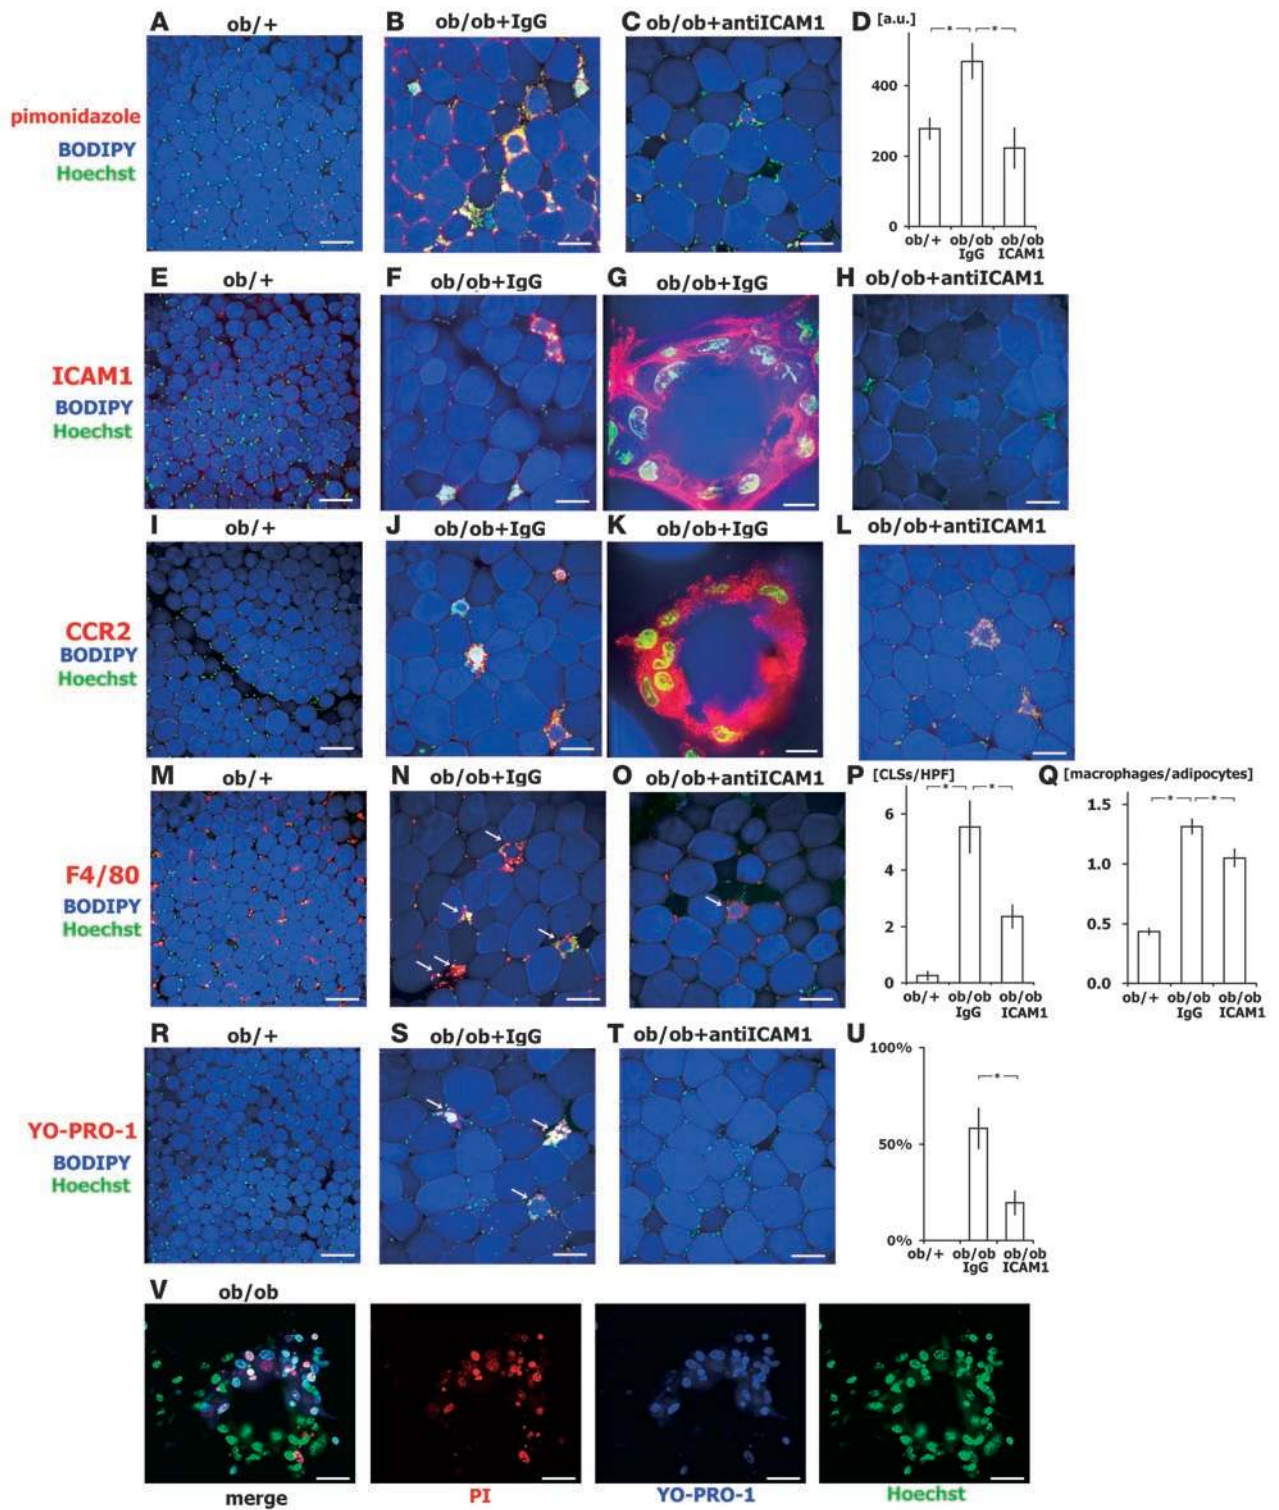 A ob/+
B ob/ob+IgG
C ob/ob+antiICAM1
D [a.u.]
pimonidazole
BODIPY
Hoechst
400
200
0
ob/+ ob/ob ob/ob
IgG ICAM1
* *
E ob/+
F ob/ob+IgG
G ob/ob+IgG
H ob/ob+antiICAM1
ICAM1
BODIPY
Hoechst
I ob/+
J ob/ob+IgG
K ob/ob+IgG
L ob/ob+antiICAM1
CCR2
BODIPY
Hoechst
M ob/+
N ob/ob+IgG
O ob/ob+antiICAM1
P [CLSs/HPF]
Q [macrophages/adipocytes]
F4/80
BODIPY
Hoechst
* *
6
4
2
0
ob/+ ob/ob ob/ob
IgG ICAM1
* *
1.5
1.0
0.5
0.0
ob/+ ob/ob ob/ob
IgG ICAM1
R ob/+
S ob/ob+IgG
T ob/ob+antiICAM1
U
YO-PRO-1
BODIPY
Hoechst
*
100%
50%
0%
ob/+ ob/ob ob/ob
IgG ICAM1
V ob/ob
merge
PI
YO-PRO-1
Hoechst